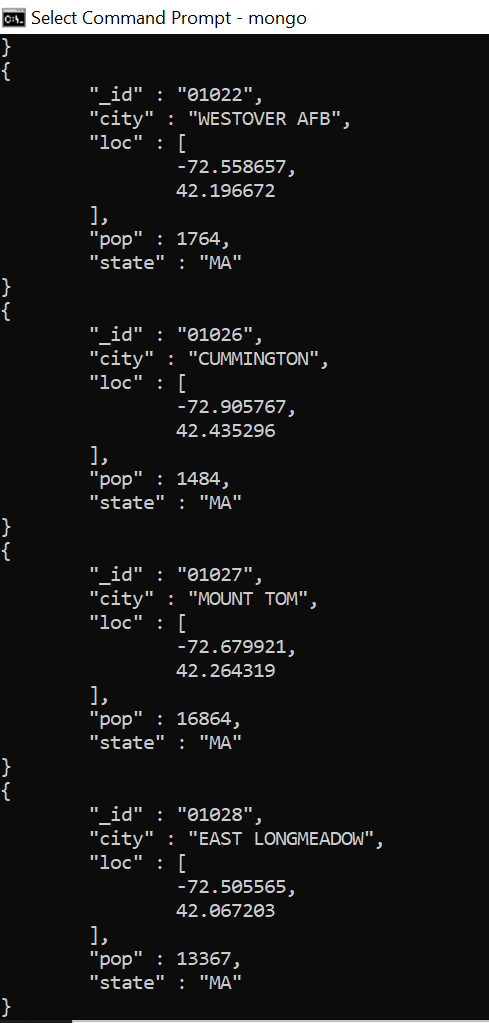 Select Command Prompt - mongo
}
{
"_id" : "01022",
"city" : "WESTOVER AFB",
"loc" : [
-72.558657,
42.196672
],
"pop" : 1764,
"state" : "MA"
}
{
"_id" : "01026",
"city" : "CUMMINGTON",
"loc" : [
-72.905767,
42.435296
],
"pop" : 1484,
"state" : "MA"
}
{
"_id" : "01027",
"city" : "MOUNT TOM",
"loc" : [
-72.679921,
42.264319
],
"pop" : 16864,
"state" : "MA"
}
{
"_id" : "01028",
"city" : "EAST LONGMEADOW",
"loc" : [
-72.505565,
42.067203
],
"pop" : 13367,
"state" : "MA"
}